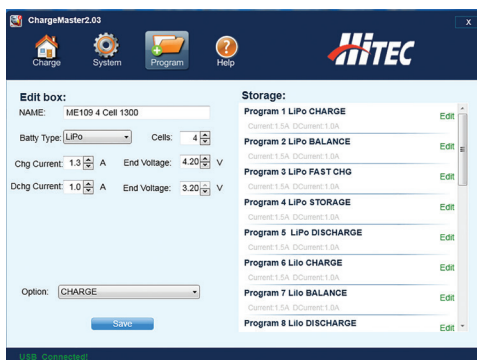 ChargeMaster2.03
X
Charge
System
Program
Help
HiTEC
Edit box:
NAME: ME109 4 Cell 1300
Batty Type: LiPo Cells: 4
Chg Current: 1.3 A End Voltage: 4.20 V
Dchg Current: 1.0 A End Voltage: 3.20 V
Option: CHARGE
Save
Storage:
Program 1 LiPo CHARGE
Edit
Current:1.5A DCurrent:1.0A
Program 2 LiPo BALANCE
Edit
Current:1.5A DCurrent:1.0A
Program 3 LiPo FAST CHG
Edit
Current:1.5A DCurrent:1.0A
Program 4 LiPo STORAGE
Edit
Current:1.5A DCurrent:1.0A
Program 5 LiPo DISCHARGE
Edit
Current:1.5A DCurrent:1.0A
Program 6 LiIo CHARGE
Edit
Current:1.5A DCurrent:1.0A
Program 7 LiIo BALANCE
Edit
Current:1.5A DCurrent:1.0A
Program 8 LiIo DISCHARGE
Edit
USB Connected!